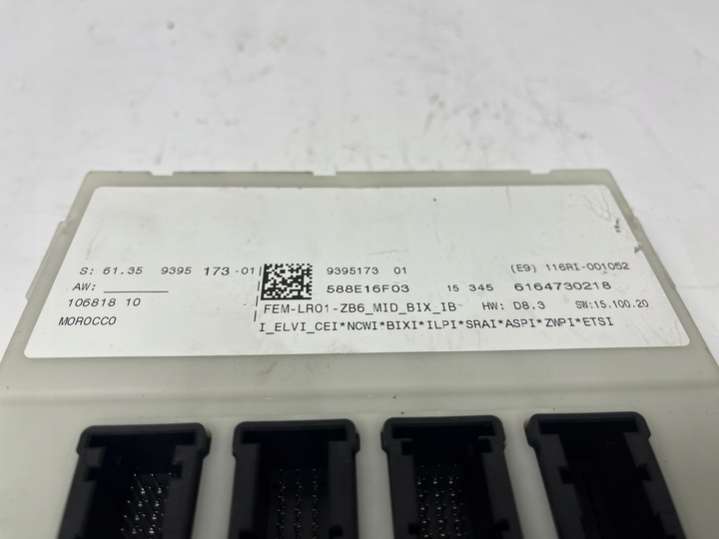 S: 61.35 9395 173-01 9395173 01 (E9) 116RI-001052
AW: 588E16F03 15 345 6164730218
105818 10 FEM-LR01-ZB6_MID_BIX_IB HW: D8.3 SW:15.100.20
MOROCCO I_ELVI_CEI*NCWI*BIXI*ILPI*SRAI*ASPI*ZWPI*ETSI